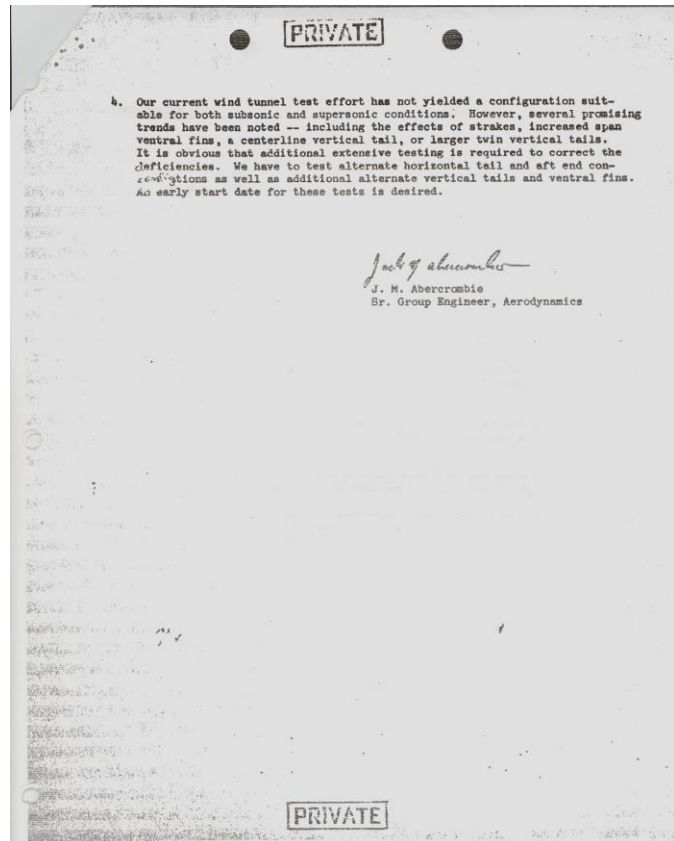 PRIVATE
4. Our current wind tunnel test effort has not yielded a configuration suit-
able for both subsonic and supersonic conditions. However, several promising
trends have been noted -- including the effects of strakes, increased span
ventral fins, a centerline vertical tail, or larger twin vertical tails.
It is obvious that additional extensive testing is required to correct the
deficiencies. We have to test alternate horizontal tail and aft end con-
as well as additional alternate vertical tails and ventral fins.
An early start date for these tests is desired.
Jack M Abercrombie
J. M. Abercrombie
Sr. Group Engineer, Aerodynamics
PRIVATE